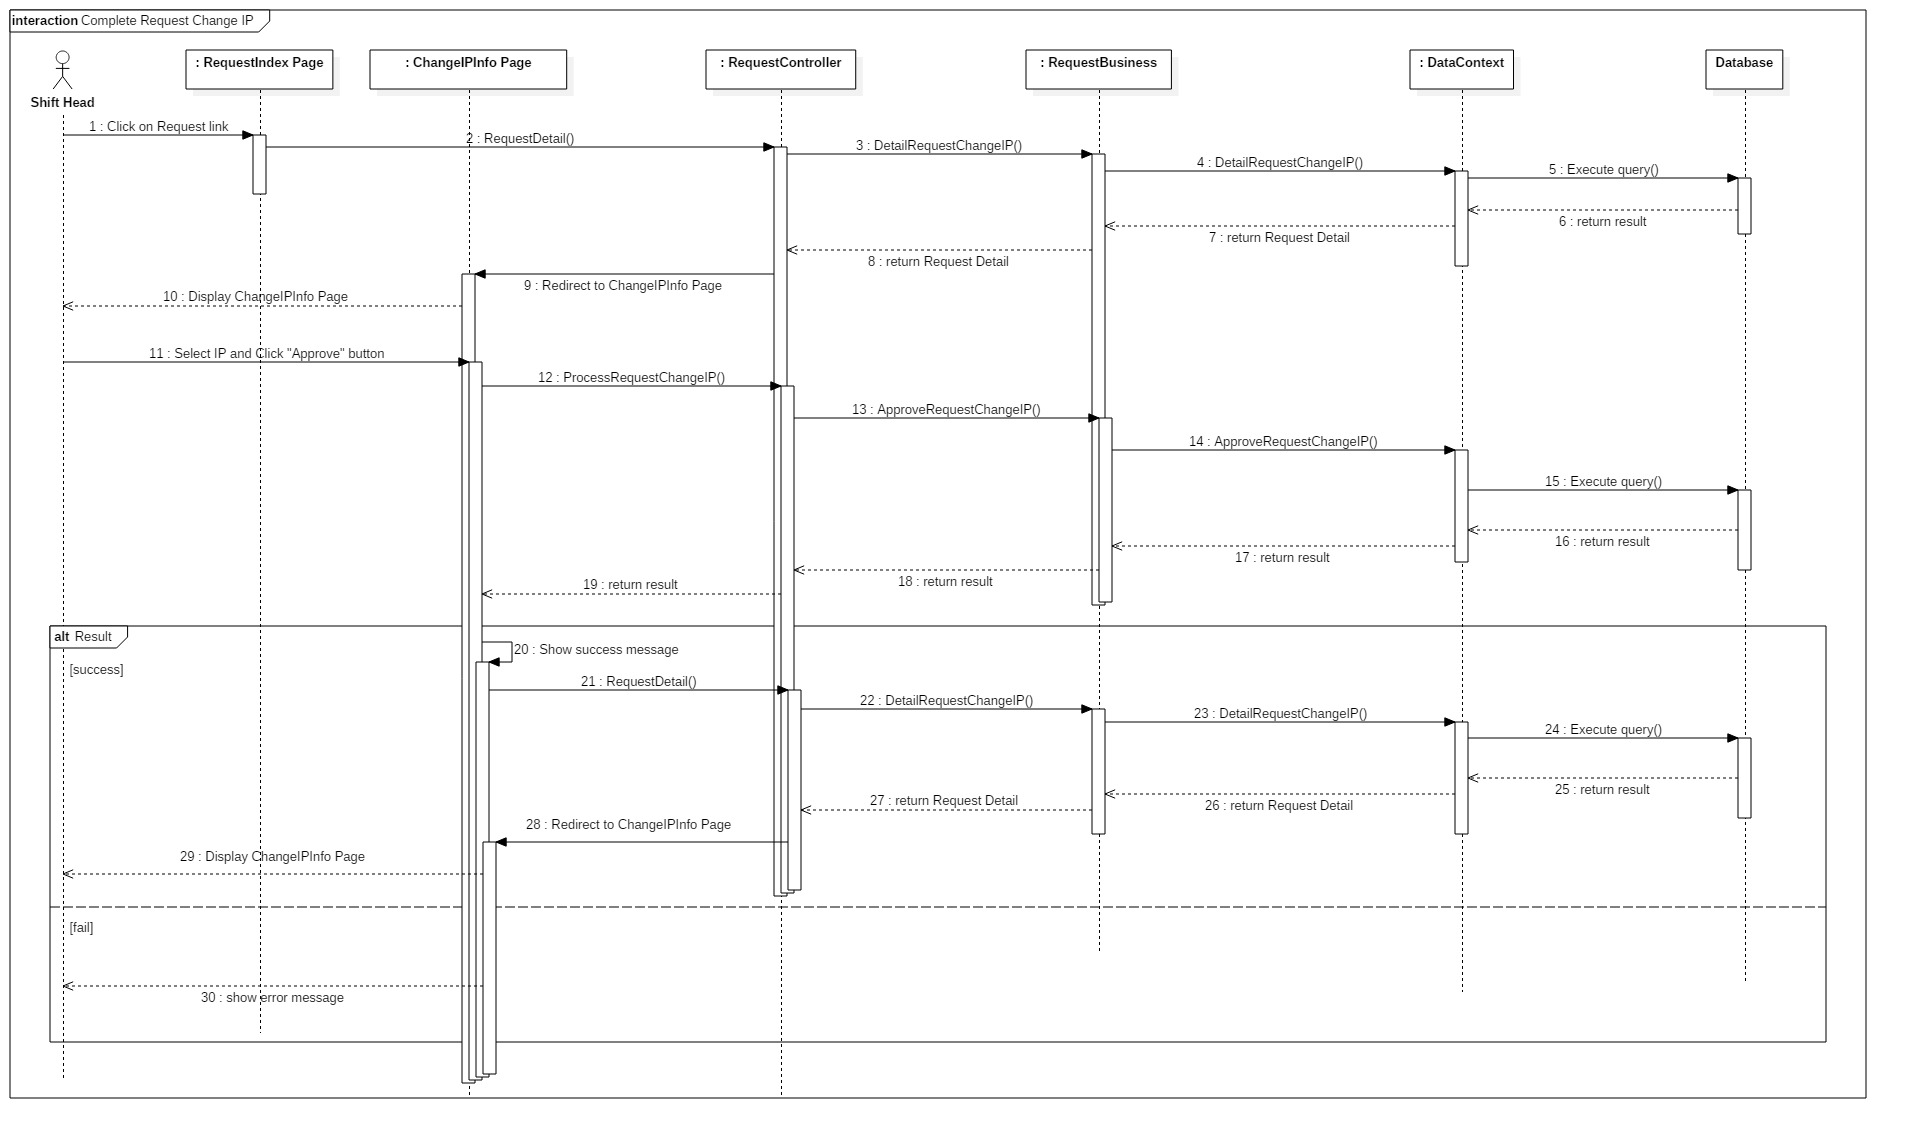 interaction Complete Request Change IP
Shift Head
: RequestIndex Page
: ChangeIPInfo Page
: RequestController
: RequestBusiness
: DataContext
Database
1 : Click on Request link
2 : RequestDetail()
3 : DetailRequestChangeIP()
4 : DetailRequestChangeIP()
5 : Execute query()
6 : return result
7 : return Request Detail
8 : return Request Detail
9 : Redirect to ChangeIPInfo Page
10 : Display ChangeIPInfo Page
11 : Select IP and Click "Approve" button
12 : ProcessRequestChangeIP()
13 : ApproveRequestChangeIP()
14 : ApproveRequestChangeIP()
15 : Execute query()
16 : return result
17 : return result
18 : return result
19 : return result
alt Result
[success]
20 : Show success message
21 : RequestDetail()
22 : DetailRequestChangeIP()
23 : DetailRequestChangeIP()
24 : Execute query()
25 : return result
26 : return Request Detail
27 : return Request Detail
28 : Redirect to ChangeIPInfo Page
29 : Display ChangeIPInfo Page
[fail]
30 : show error message